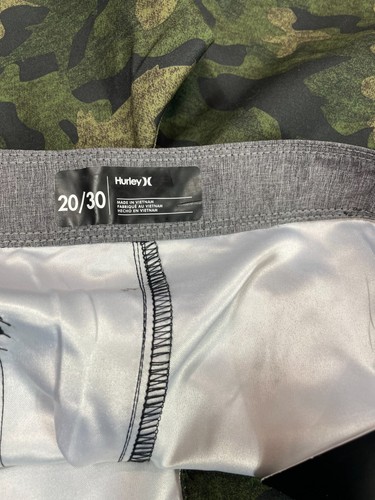 20/30
Hurley
MADE IN VIETNAM
FABRIQUÉ AU VIETNAM
HECHO EN VIETNAM